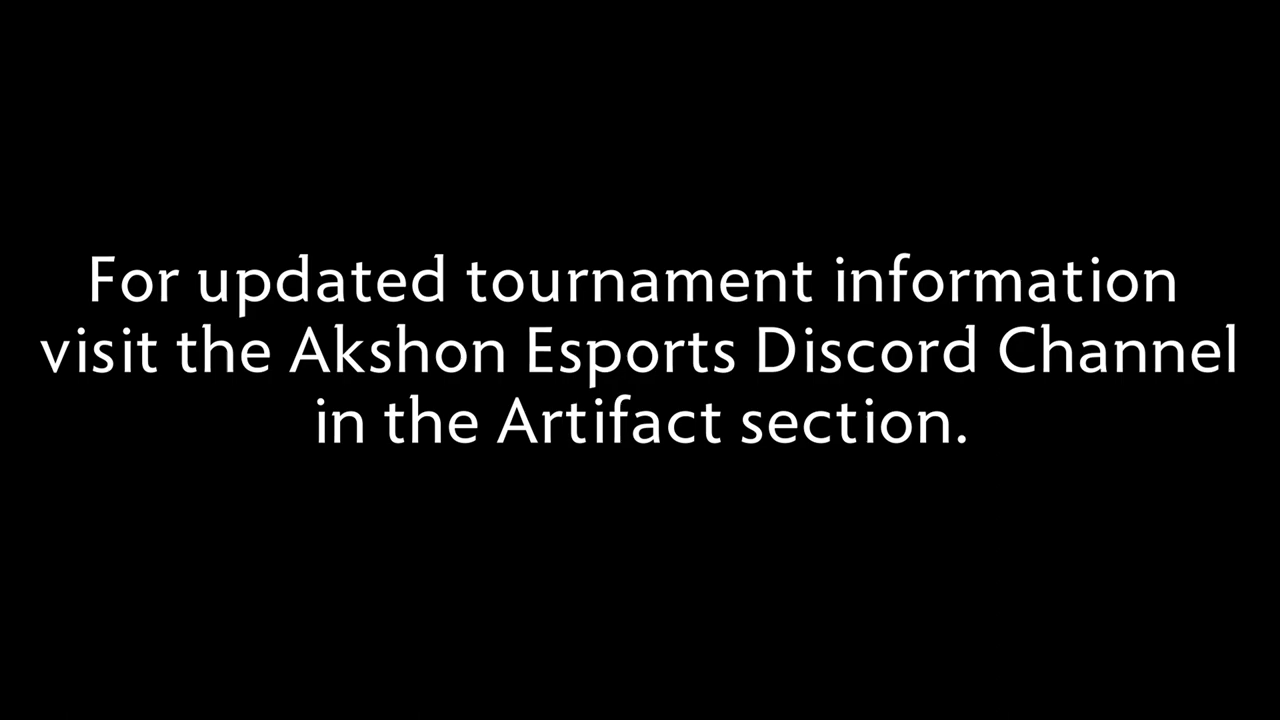 For updated tournament information
visit the Akshon Esports Discord Channel
in the Artifact section.